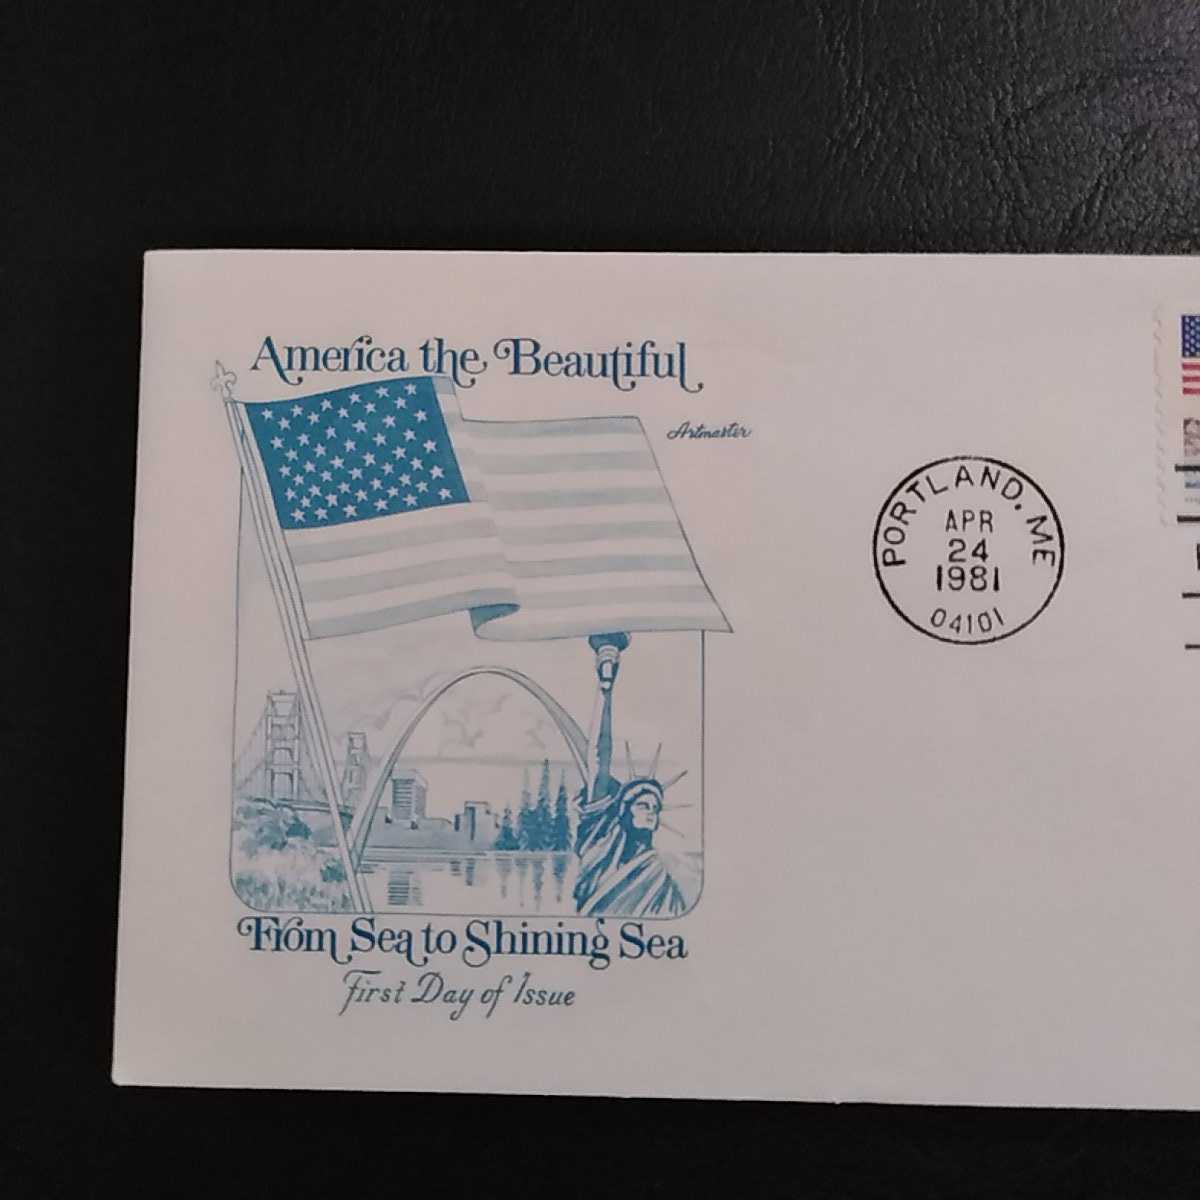 America the Beautiful
Artmaster
PORTLAND, ME
APR
24
1981
04101
From Sea to Shining Sea
First Day of Issue